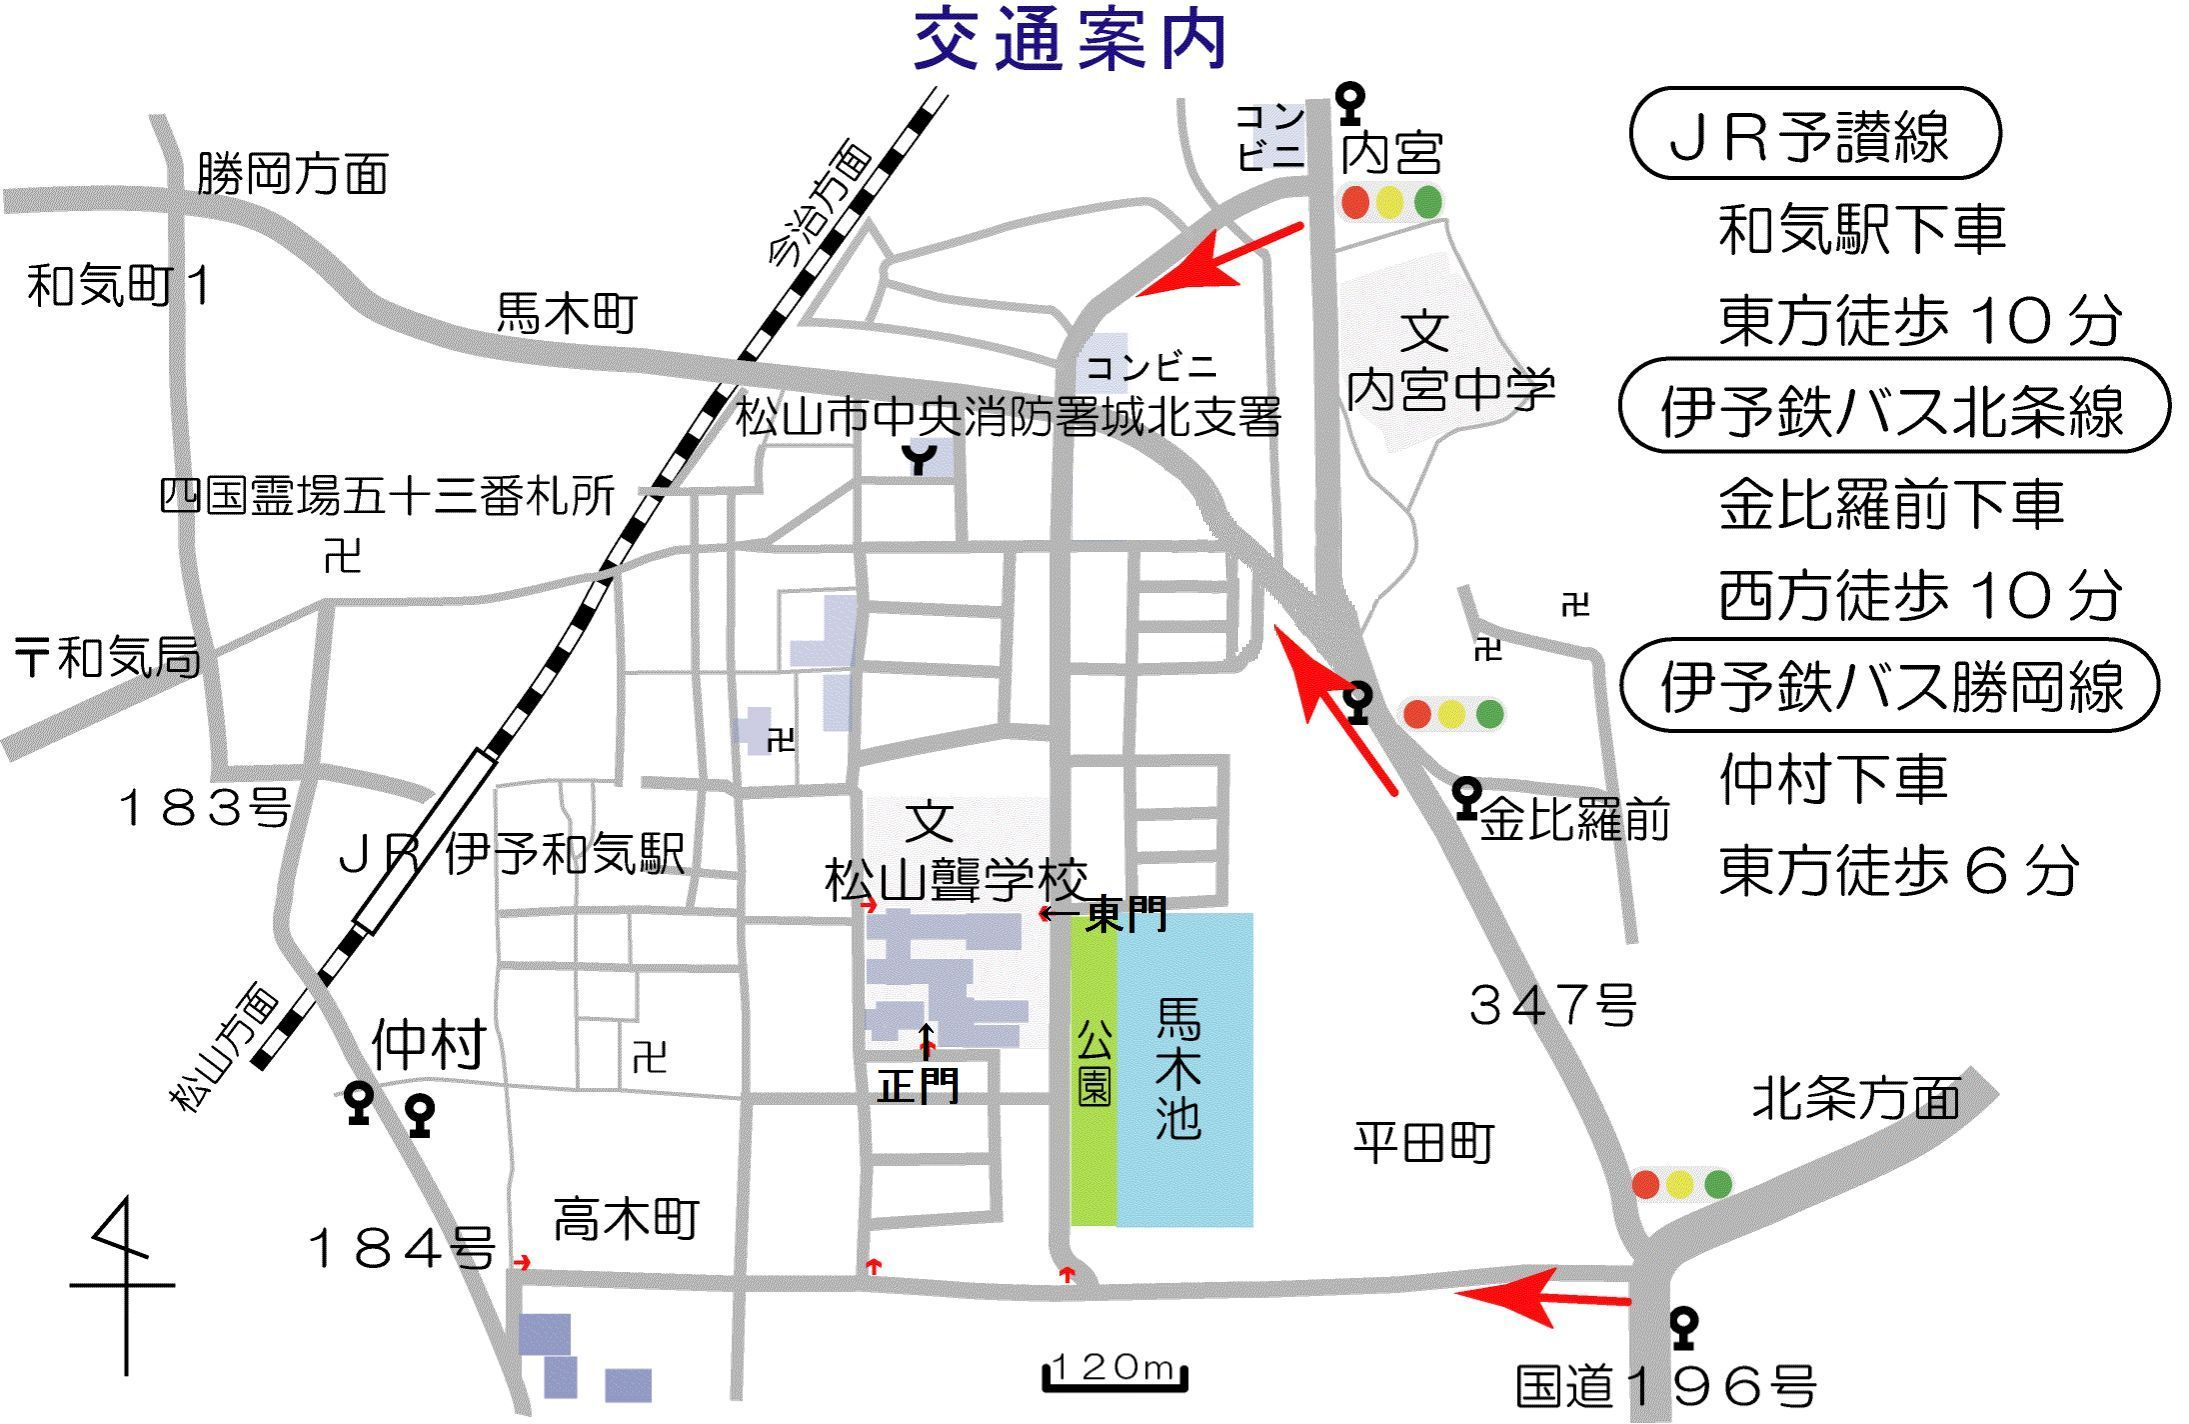 交通案内
コン
ビニ
内宮
ＪＲ予讃線
勝岡方面
今治方面
和気駅下車
和気町１
馬木町
東方徒歩10分
文
内宮中学
コンビニ
松山市中央消防署城北支署
伊予鉄バス北条線
四国霊場五十三番札所
卍
金比羅前下車
西方徒歩10分
卍
卍
〒和気局
伊予鉄バス勝岡線
卍
183号
仲村下車
金比羅前
文
ＪＲ 伊予和気駅
松山聾学校
東方徒歩6分
←東門
347号
松山方面
仲村
卍
公園
馬木池
正門
北条方面
平田町
高木町
184号
120m
国道196号